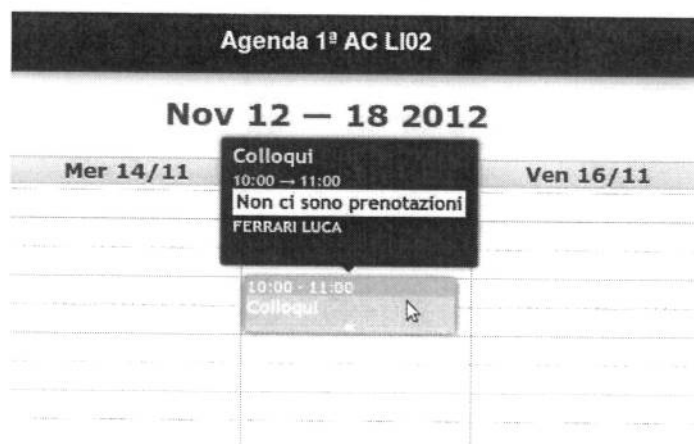 Agenda 1ª AC LI02
Nov 12 — 18 2012
Mer 14/11
Ven 16/11
Colloqui
10:00 → 11:00
Non ci sono prenotazioni
FERRARI LUCA
10:00 - 11:00
Colloqui